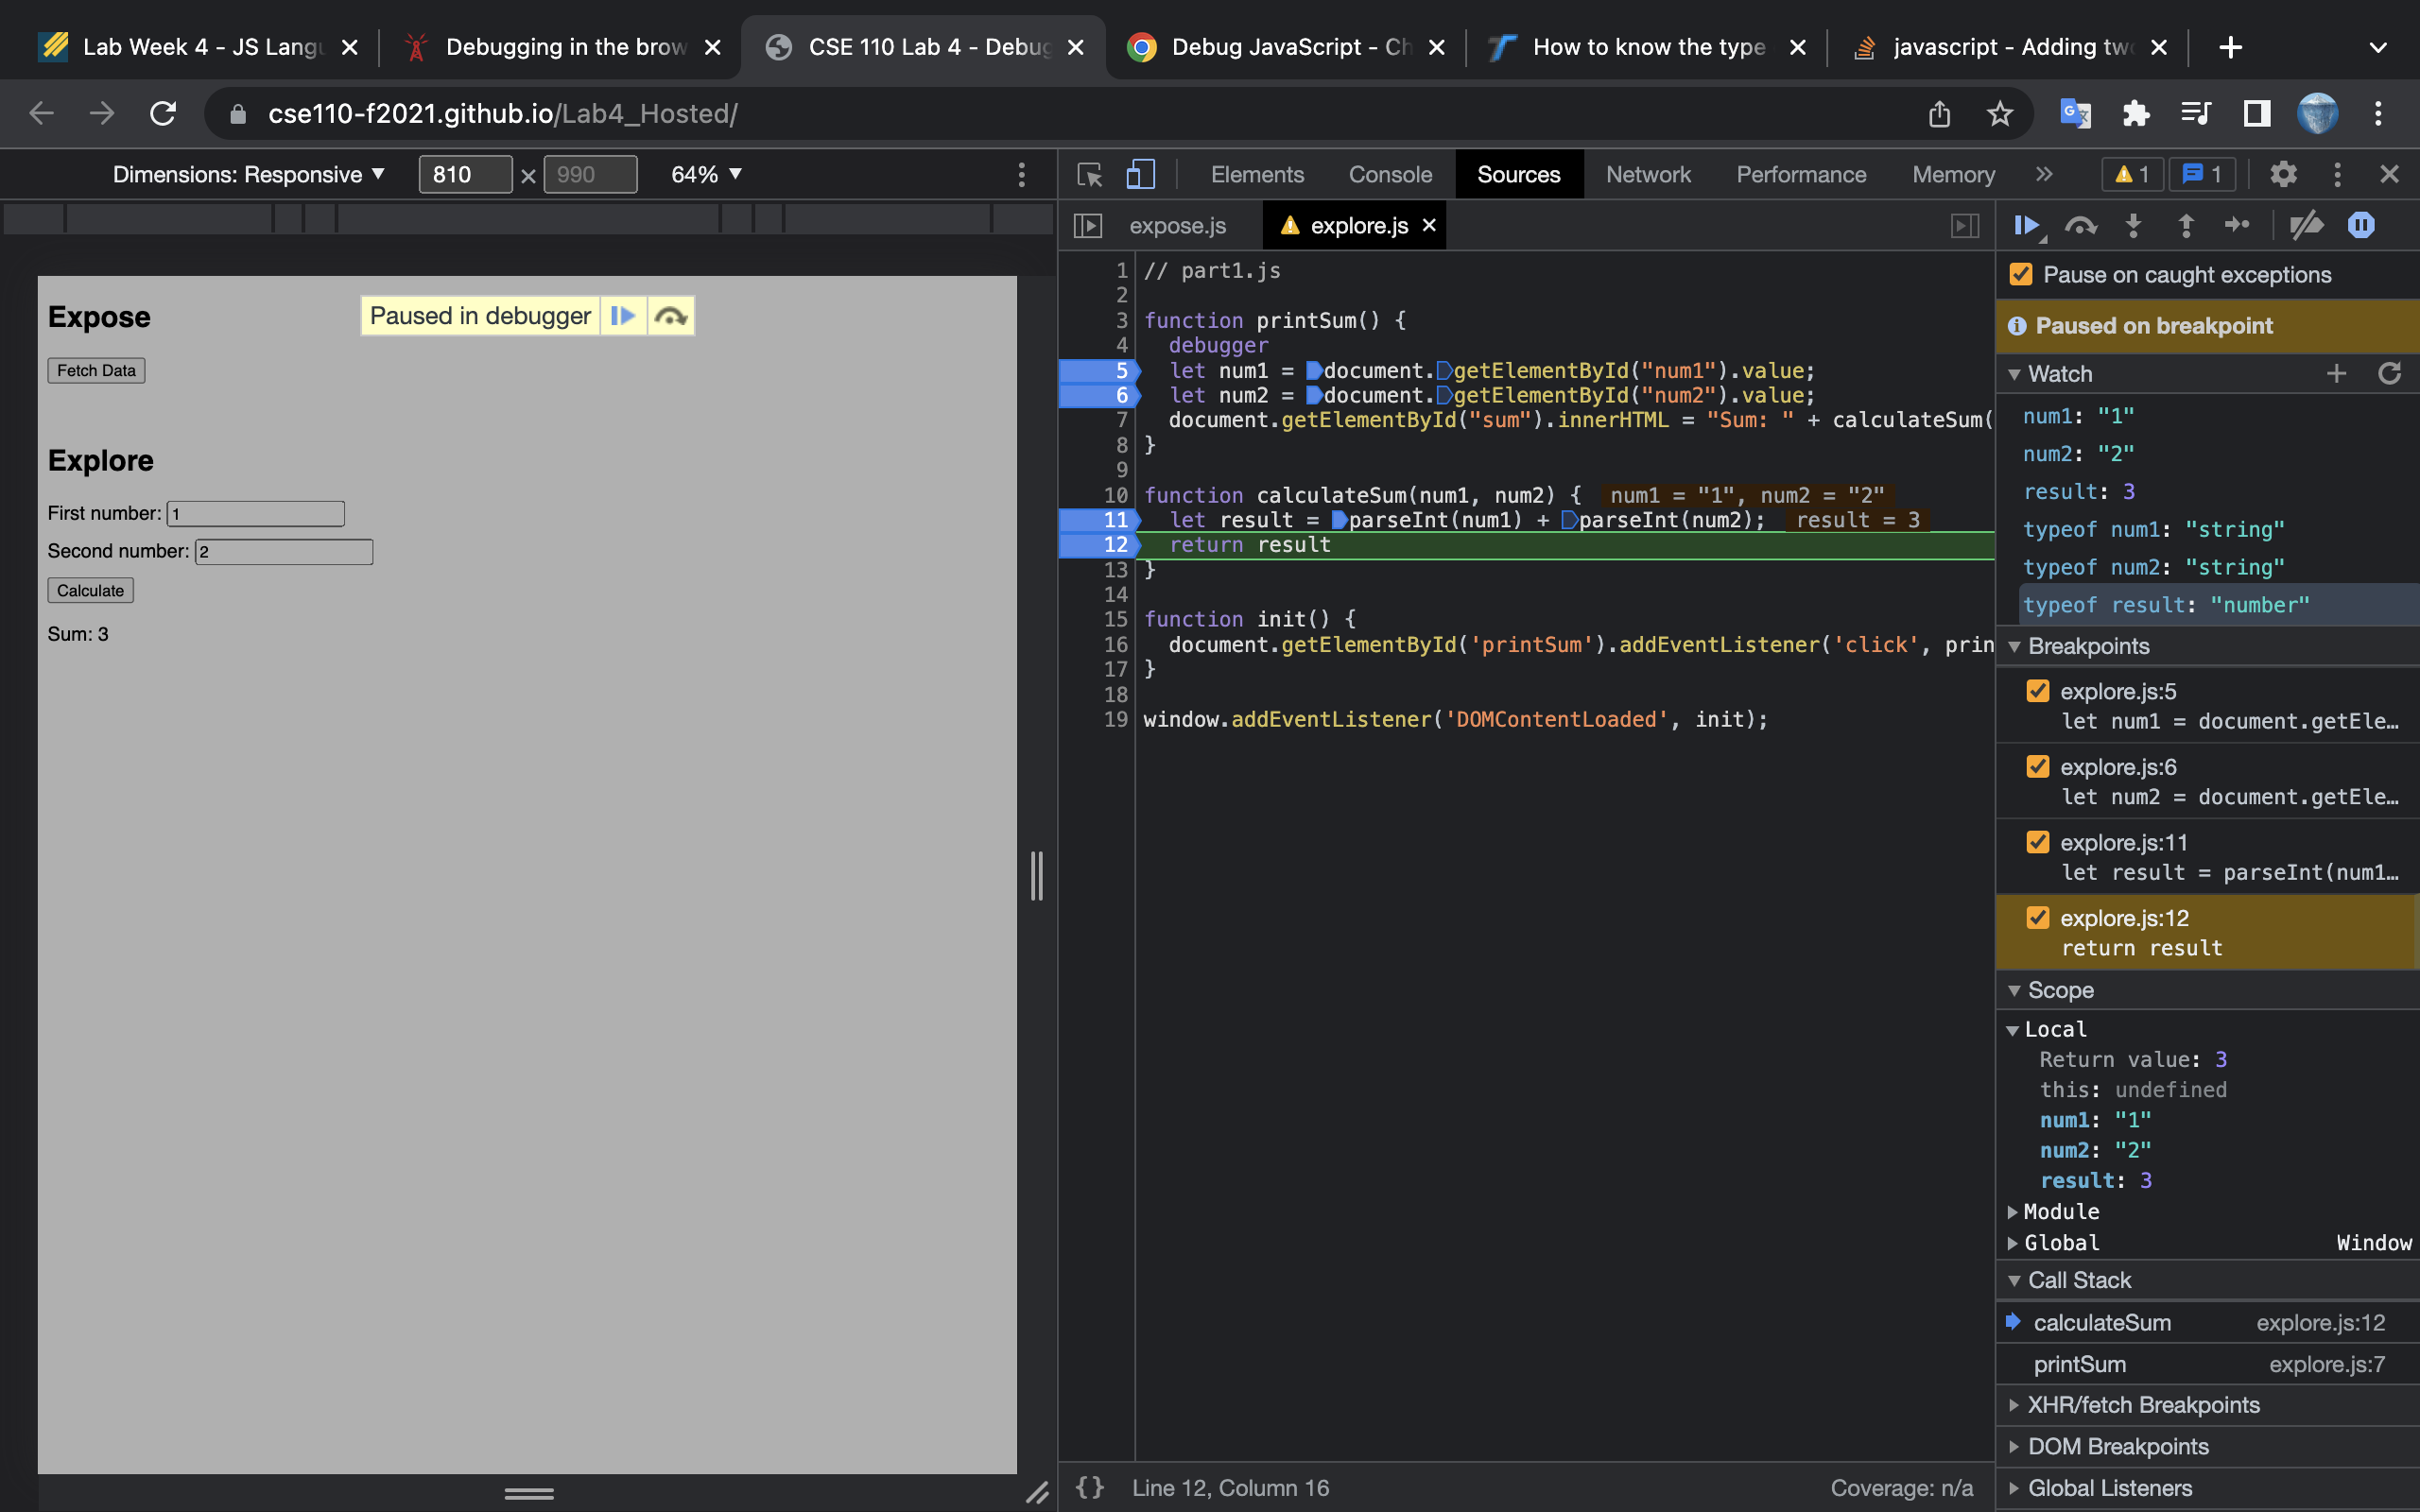 Lab Week 4 - JS Langu
Debugging in the brow
CSE 110 Lab 4 - Debug
Debug JavaScript - Ch
How to know the type
javascript - Adding tw
cse110-f2021.github.io/Lab4_Hosted/
Dimensions: Responsive ▼ 810 × 990 64% ▼
Elements Console Sources Network Performance Memory » 1 1
expose.js explore.js
Pause on caught exceptions
Paused on breakpoint
Expose
Paused in debugger
Fetch Data
Explore
First number: 1
Second number: 2
Calculate
Sum: 3
1 // part1.js
2
3 function printSum() {
4 debugger
5 let num1 = document.getElementById("num1").value;
6 let num2 = document.getElementById("num2").value;
7 document.getElementById("sum").innerHTML = "Sum: " + calculateSum(
8 }
9
10 function calculateSum(num1, num2) { num1 = "1", num2 = "2"
11 let result = parseInt(num1) + parseInt(num2); result = 3
12 return result
13 }
14
15 function init() {
16 document.getElementById('printSum').addEventListener('click', prin
17 }
18
19 window.addEventListener('DOMContentLoaded', init);
Watch
num1: "1"
num2: "2"
result: 3
typeof num1: "string"
typeof num2: "string"
typeof result: "number"
Breakpoints
explore.js:5
let num1 = document.getEle…
explore.js:6
let num2 = document.getEle…
explore.js:11
let result = parseInt(num1…
explore.js:12
return result
Scope
Local
Return value: 3
this: undefined
num1: "1"
num2: "2"
result: 3
Module
Global Window
Call Stack
calculateSum explore.js:12
printSum explore.js:7
XHR/fetch Breakpoints
DOM Breakpoints
Global Listeners
{} Line 12, Column 16 Coverage: n/a